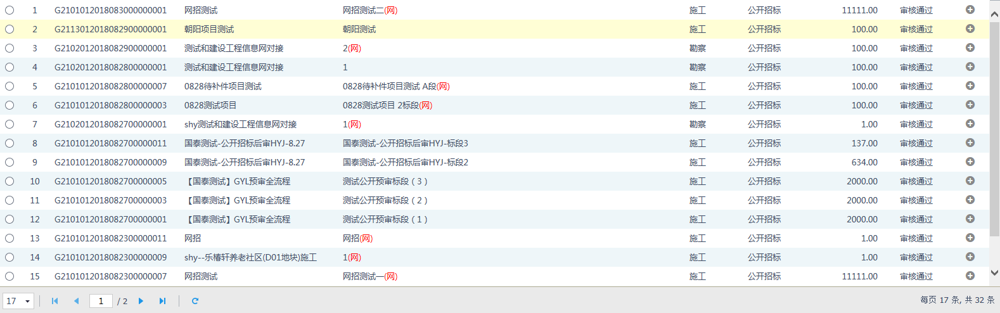 1 G2101012018083000000001 网招测试 网招测试二(网) 施工 公开招标 11111.00 审核通过
2 G2113012018082900000001 朝阳项目测试 朝阳测试 施工 公开招标 100.00 审核通过
3 G2102012018082900000001 测试和建设工程信息网对接 2(网) 勘察 公开招标 100.00 审核通过
4 G2102012018082800000001 测试和建设工程信息网对接 1 勘察 公开招标 100.00 审核通过
5 G2101012018082800000007 0828待补件项目测试 0828待补件项目测试 A段(网) 施工 公开招标 100.00 审核通过
6 G2101012018082800000003 0828测试项目 0828测试项目 2标段(网) 施工 公开招标 100.00 审核通过
7 G2102012018082700000001 shy测试和建设工程信息网对接 1(网) 勘察 公开招标 1.00 审核通过
8 G2101012018082700000011 国泰测试-公开招标后审HYJ-8.27 国泰测试-公开招标后审HYJ-标段3 施工 公开招标 137.00 审核通过
9 G2101012018082700000009 国泰测试-公开招标后审HYJ-8.27 国泰测试-公开招标后审HYJ-标段2 施工 公开招标 634.00 审核通过
10 G2101012018082700000005 【国泰测试】GYL预审全流程 测试公开预审标段（3） 施工 公开招标 2000.00 审核通过
11 G2101012018082700000003 【国泰测试】GYL预审全流程 测试公开预审标段（2） 施工 公开招标 2000.00 审核通过
12 G2101012018082700000001 【国泰测试】GYL预审全流程 测试公开预审标段（1） 施工 公开招标 2000.00 审核通过
13 G2101012018082300000011 网招 网招(网) 施工 公开招标 1.00 审核通过
14 G2101012018082300000009 shy--乐椿轩养老社区(D01地块)施工 1(网) 施工 公开招标 1.00 审核通过
15 G2101012018082300000007 网招测试 网招测试一(网) 施工 公开招标 11111.00 审核通过
17 1 / 2 每页 17 条, 共 32 条